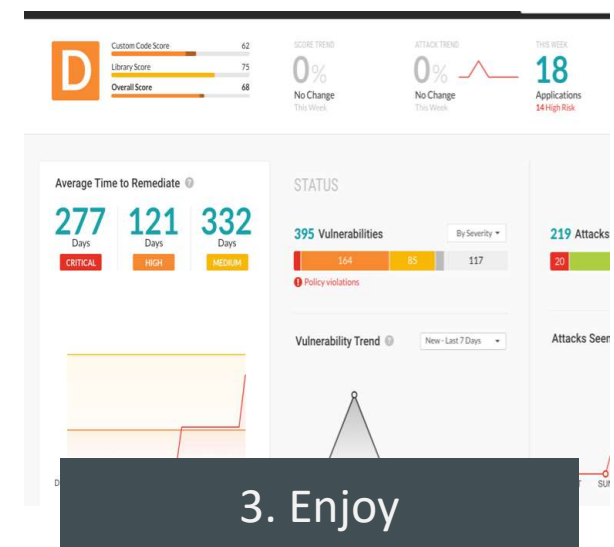 D
Custom Code Score 62
Library Score 75
Overall Score 68
SCORE TREND
0%
No Change
This Week
ATTACK TREND
0%
No Change
This Week
THIS WEEK
18
Applications
14 High Risk
Average Time to Remediate
277 121 332
Days Days Days
CRITICAL HIGH MEDIUM
STATUS
395 Vulnerabilities By Severity
164 85 117
Policy violations
Vulnerability Trend New - Last 7 Days
219 Attacks
20
Attacks Seen
D
SUN
3. Enjoy